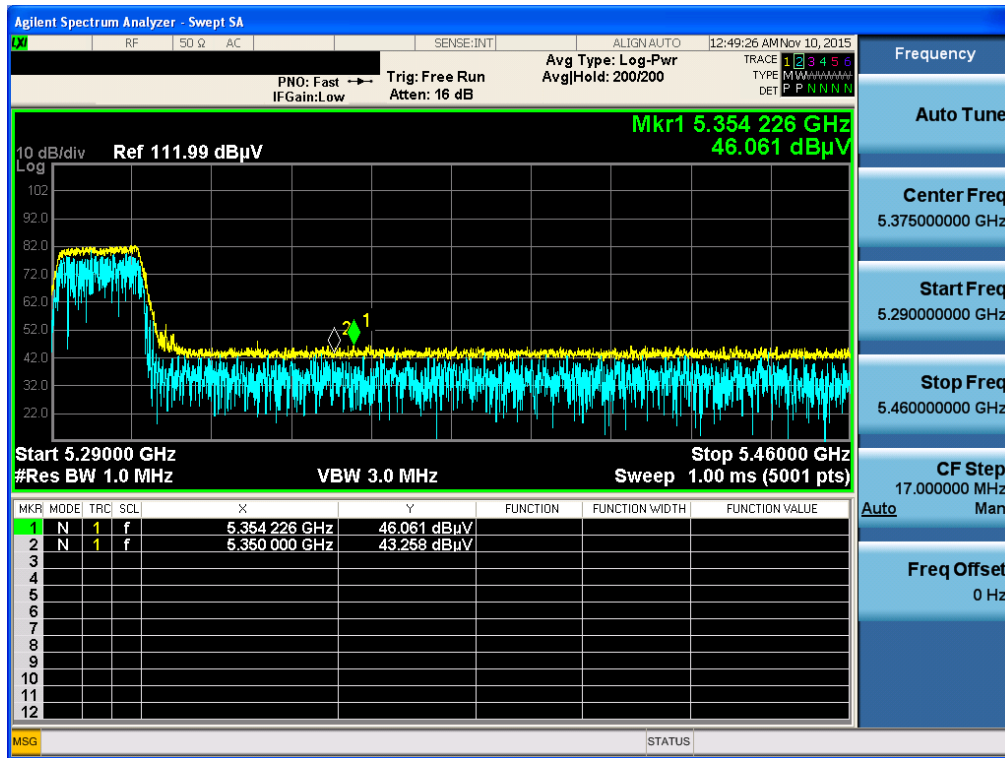 Agilent Spectrum Analyzer - Swept SA
LXI RF 50 Ω AC SENSE:INT ALIGN AUTO 12:49:26 AM Nov 10, 2015
Frequency
PNO: Fast
IFGain:Low
Trig: Free Run
Atten: 16 dB
Avg Type: Log-Pwr
Avg|Hold: 200/200
TRACE 1 2 3 4 5 6
TYPE MWWWWW
DET P P N N N N
Auto Tune
Mkr1 5.354 226 GHz
46.061 dBµV
10 dB/div Ref 111.99 dBµV
Log
102
92.0
82.0
72.0
62.0
52.0
42.0
32.0
22.0
2
1
Center Freq
5.375000000 GHz
Start Freq
5.290000000 GHz
Stop Freq
5.460000000 GHz
Start 5.29000 GHz Stop 5.46000 GHz
#Res BW 1.0 MHz VBW 3.0 MHz Sweep 1.00 ms (5001 pts)
CF Step
17.000000 MHz
Auto Man
MKR MODE TRC SCL X Y FUNCTION FUNCTION WIDTH FUNCTION VALUE
1 N 1 f 5.354 226 GHz 46.061 dBµV
2 N 1 f 5.350 000 GHz 43.258 dBµV
3
4
5
6
7
8
9
10
11
12
Freq Offset
0 Hz
MSG STATUS